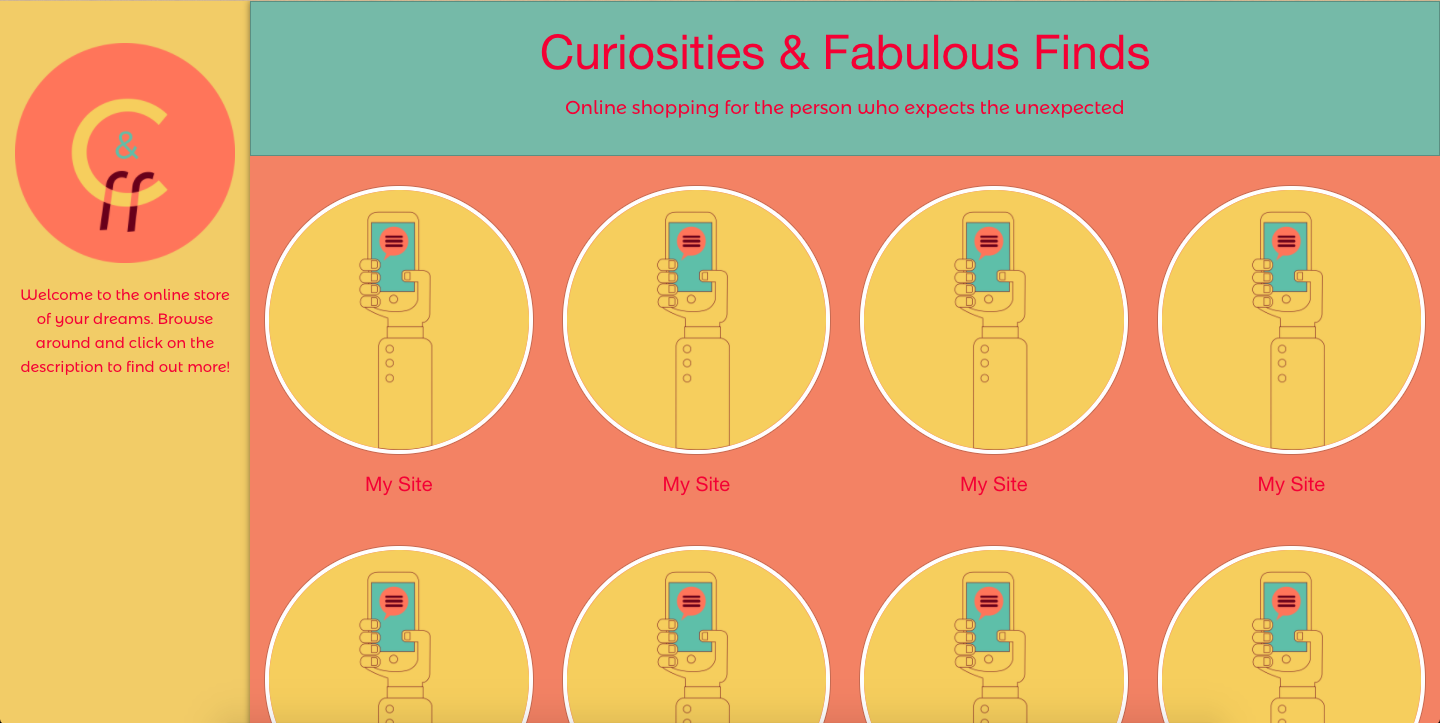 C
&
ff
Welcome to the online store
of your dreams. Browse
around and click on the
description to find out more!
Curiosities & Fabulous Finds
Online shopping for the person who expects the unexpected
My Site
My Site
My Site
My Site